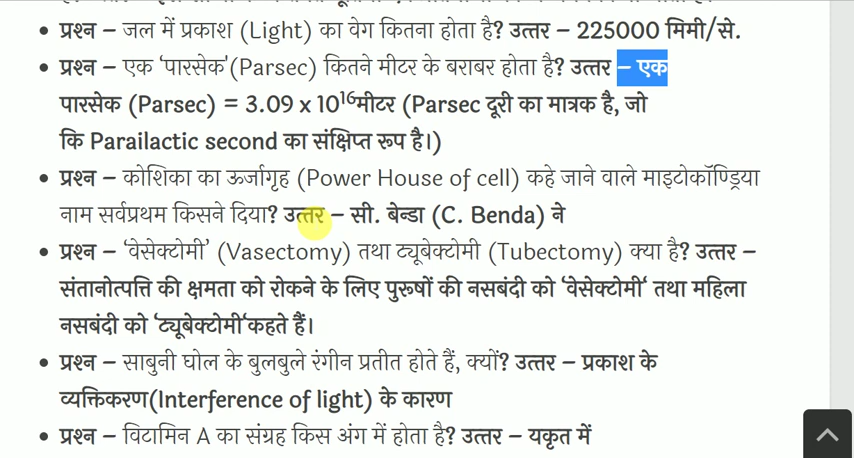 प्रश्न – जल में प्रकाश (Light) का वेग कितना होता है? उत्तर – 225000 मिमी/से.
प्रश्न – एक ‘पारसेक'(Parsec) कितने मीटर के बराबर होता है? उत्तर – एक
पारसेक (Parsec) = 3.09 x 10¹⁶मीटर (Parsec दूरी का मात्रक है, जो
कि Parailactic second का संक्षिप्त रूप है।)
प्रश्न – कोशिका का ऊर्जागृह (Power House of cell) कहे जाने वाले माइटोकॉण्ड्रिया
नाम सर्वप्रथम किसने दिया? उत्तर – सी. बेन्डा (C. Benda) ने
प्रश्न – ‘वेसेक्टोमी’ (Vasectomy) तथा ट्यूबेक्टोमी (Tubectomy) क्या है? उत्तर –
संतानोत्पत्ति की क्षमता को रोकने के लिए पुरूषों की नसबंदी को ‘वेसेक्टोमी‘ तथा महिला
नसबंदी को ‘ट्यूबेक्टोमी‘कहते हैं।
प्रश्न – साबुनी घोल के बुलबुले रंगीन प्रतीत होते हैं, क्यों? उत्तर – प्रकाश के
व्यक्तिकरण(Interference of light) के कारण
प्रश्न – विटामिन A का संग्रह किस अंग में होता है? उत्तर – यकृत में